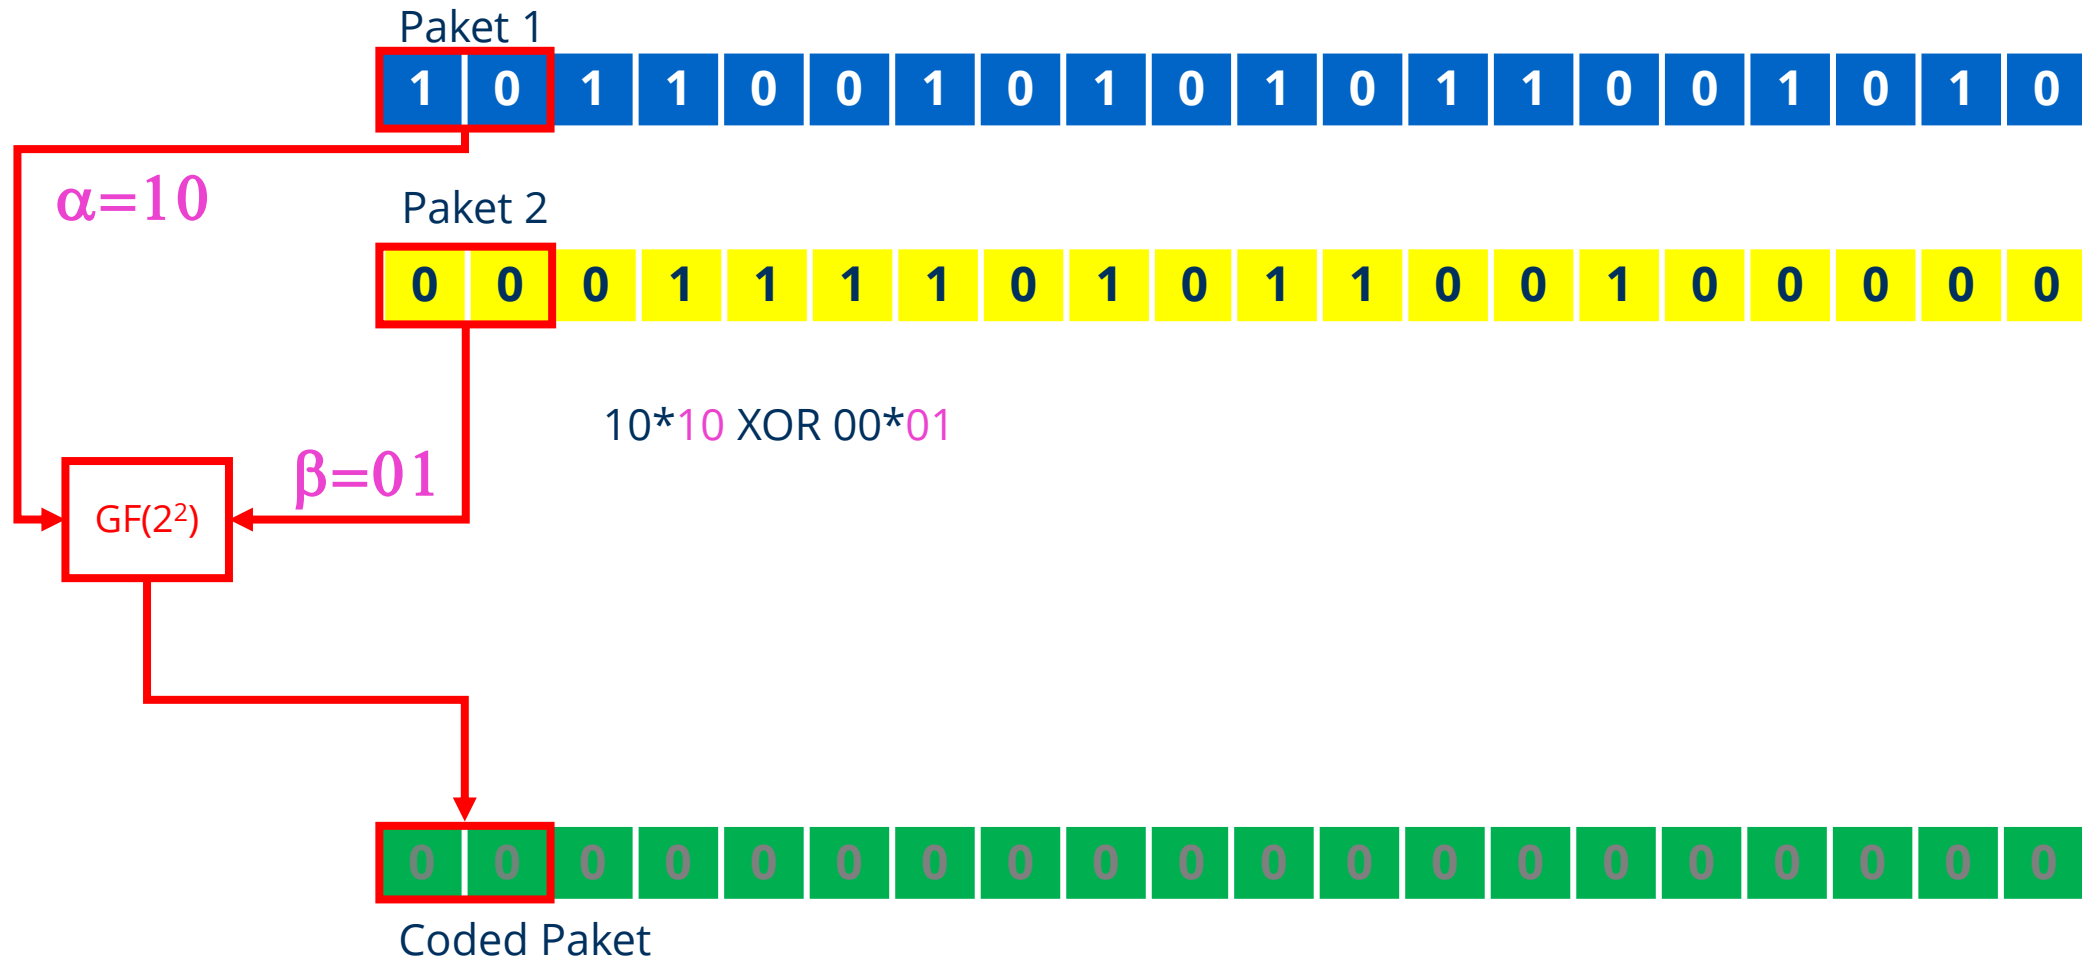 Paket 1
1 0 1 1 0 0 1 0 1 0 1 0 1 1 0 0 1 0 1 0
α=10
Paket 2
0 0 0 1 1 1 1 0 1 0 1 1 0 0 1 0 0 0 0 0
10*10 XOR 00*01
β=01
GF(2²)
0 0 0 0 0 0 0 0 0 0 0 0 0 0 0 0 0 0 0 0
Coded Paket